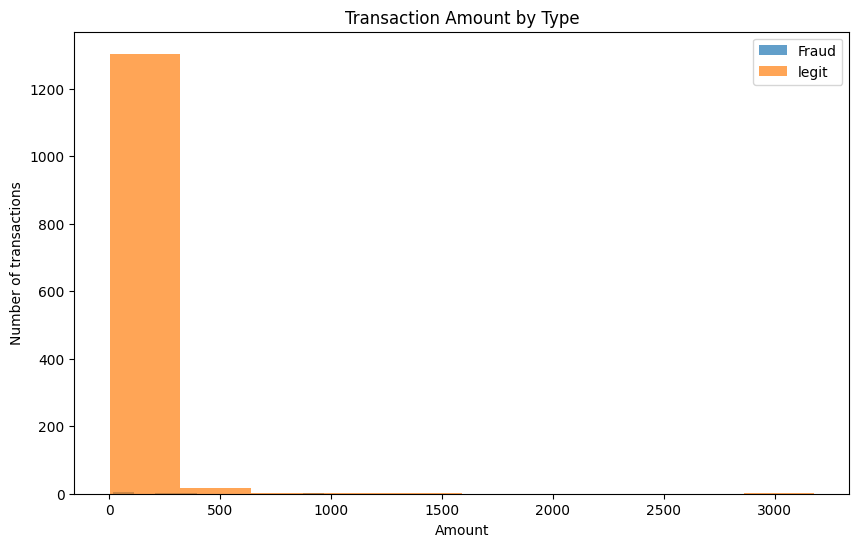 Transaction Amount by Type
Fraud
legit
Number of transactions
1200
1000
800
600
400
200
0
0 500 1000 1500 2000 2500 3000
Amount